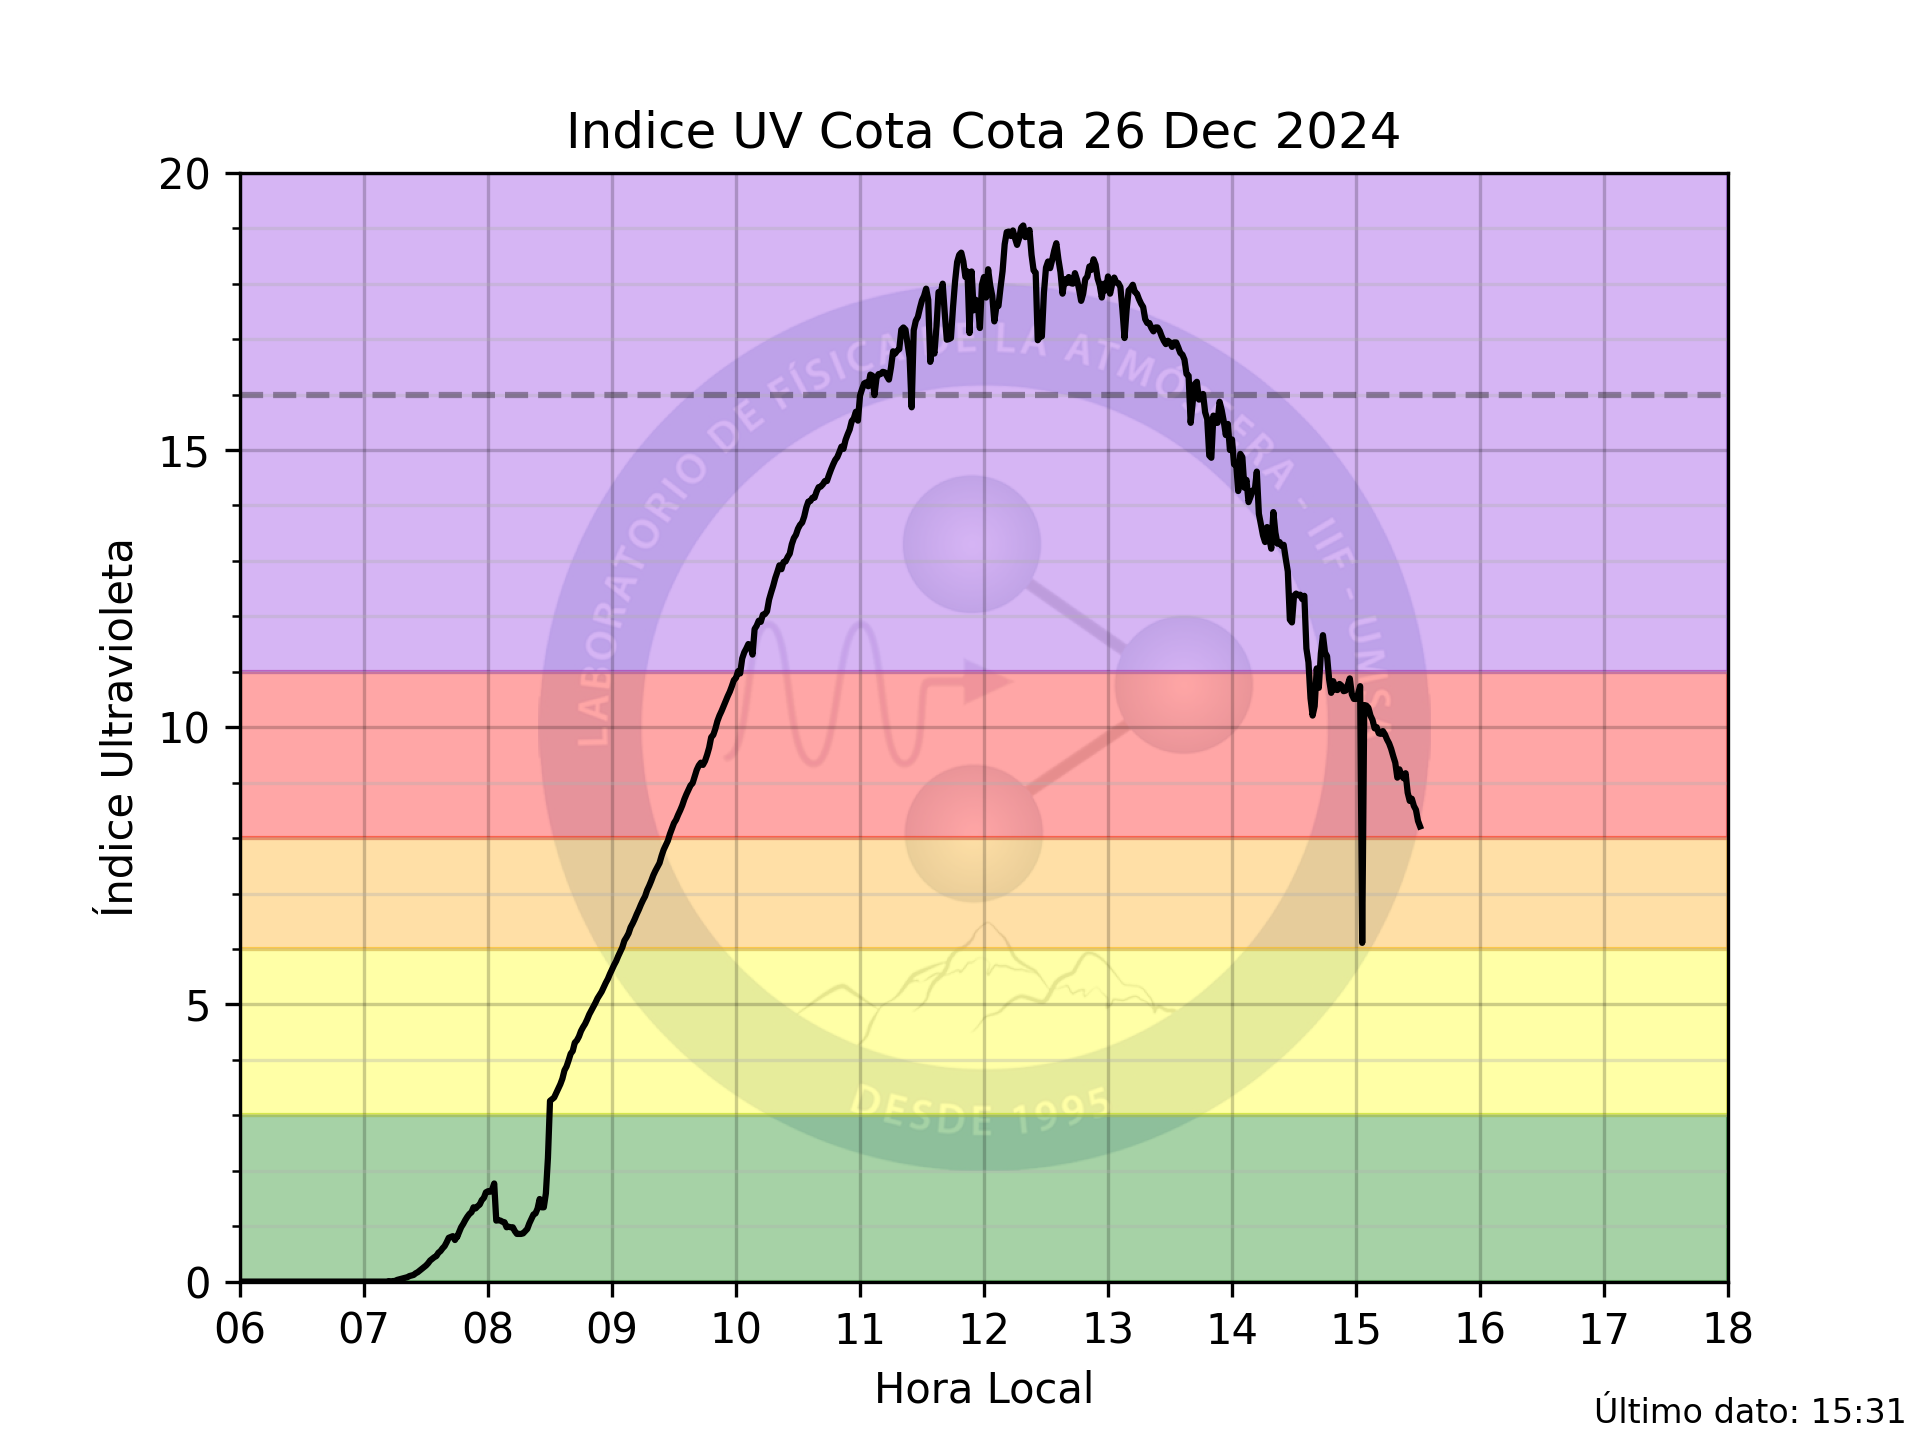 Indice UV Cota Cota 26 Dec 2024
20
15
10
5
0
Índice Ultravioleta
LABORATORIO DE FÍSICA DE LA ATMÓSFERA - IIF - UMSA
DESDE 1995
06 07 08 09 10 11 12 13 14 15 16 17 18
Hora Local
Último dato: 15:31